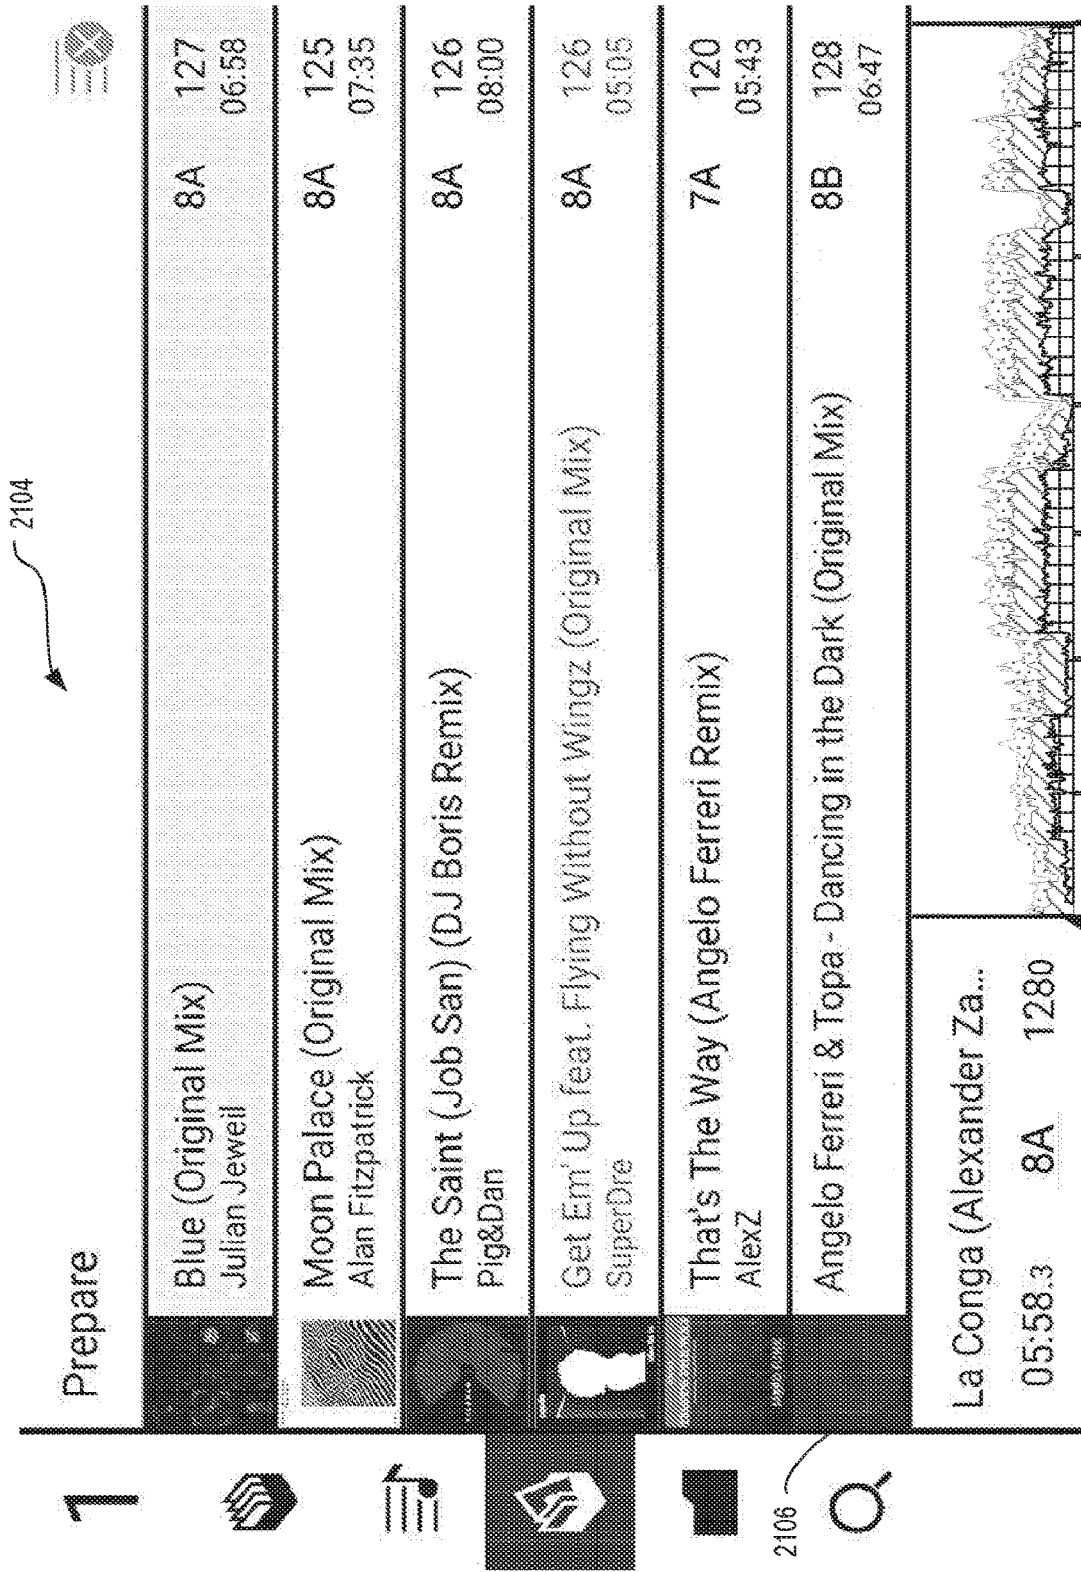 2104
1
Prepare
Blue (Original Mix)
Julian Jeweil
8A
127
06:58
Moon Palace (Original Mix)
Alan Fitzpatrick
8A
125
07:35
The Saint (Job San) (DJ Boris Remix)
Pig&Dan
8A
126
08:00
Get Em' Up feat. Flying Without Wingz (Original Mix)
SuperDre
8A
126
05:05
That's The Way (Angelo Ferreri Remix)
AlexZ
7A
120
05:43
Angelo Ferreri & Topa - Dancing in the Dark (Original Mix)
8B
128
06:47
2106
La Conga (Alexander Za...
05:58.3
8A
1280